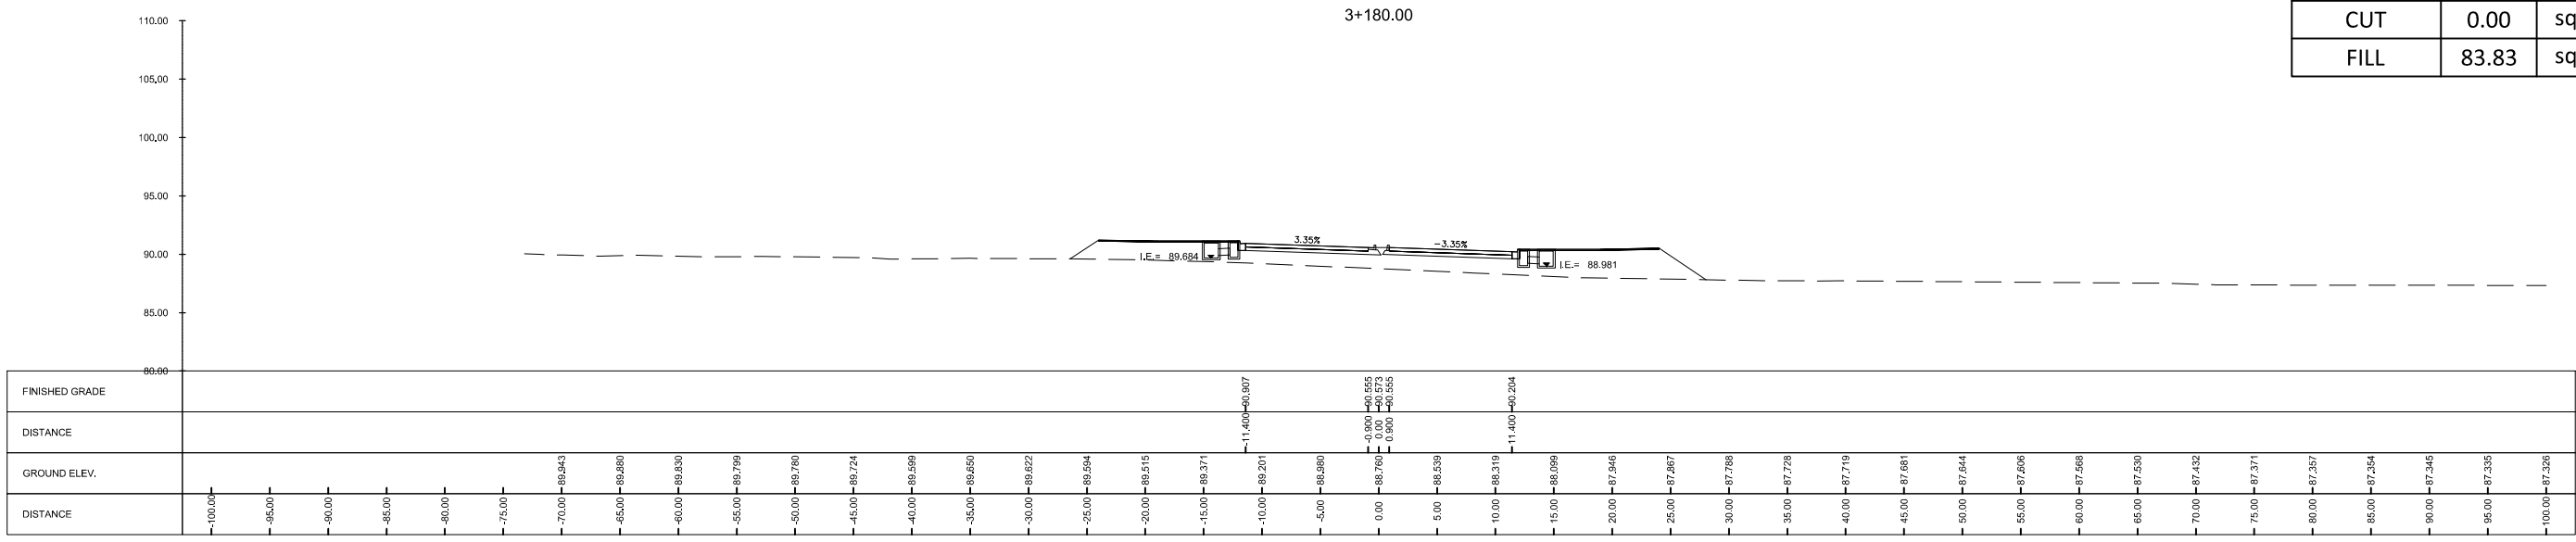 3+180.00
CUT 0.00 sq
FILL 83.83 sq
110.00
105.00
100.00
95.00
90.00
85.00
80.00
3.35%
-3.35%
I.E.= 89.684
I.E.= 88.981
FINISHED GRADE 90.907 90.555 90.573 90.555 90.204
DISTANCE -11.400 -0.900 0.00 0.900 11.400
GROUND ELEV. 89.943 89.880 89.830 89.799 89.780 89.724 89.599 89.650 89.622 89.594 89.515 89.371 89.201 88.980 88.760 88.539 88.319 88.099 87.946 87.867 87.788 87.728 87.719 87.681 87.644 87.606 87.568 87.530 87.432 87.371 87.357 87.354 87.345 87.335 87.326
DISTANCE -100.00 -95.00 -90.00 -85.00 -80.00 -75.00 -70.00 -65.00 -60.00 -55.00 -50.00 -45.00 -40.00 -35.00 -30.00 -25.00 -20.00 -15.00 -10.00 -5.00 0.00 5.00 10.00 15.00 20.00 25.00 30.00 35.00 40.00 45.00 50.00 55.00 60.00 65.00 70.00 75.00 80.00 85.00 90.00 95.00 100.00